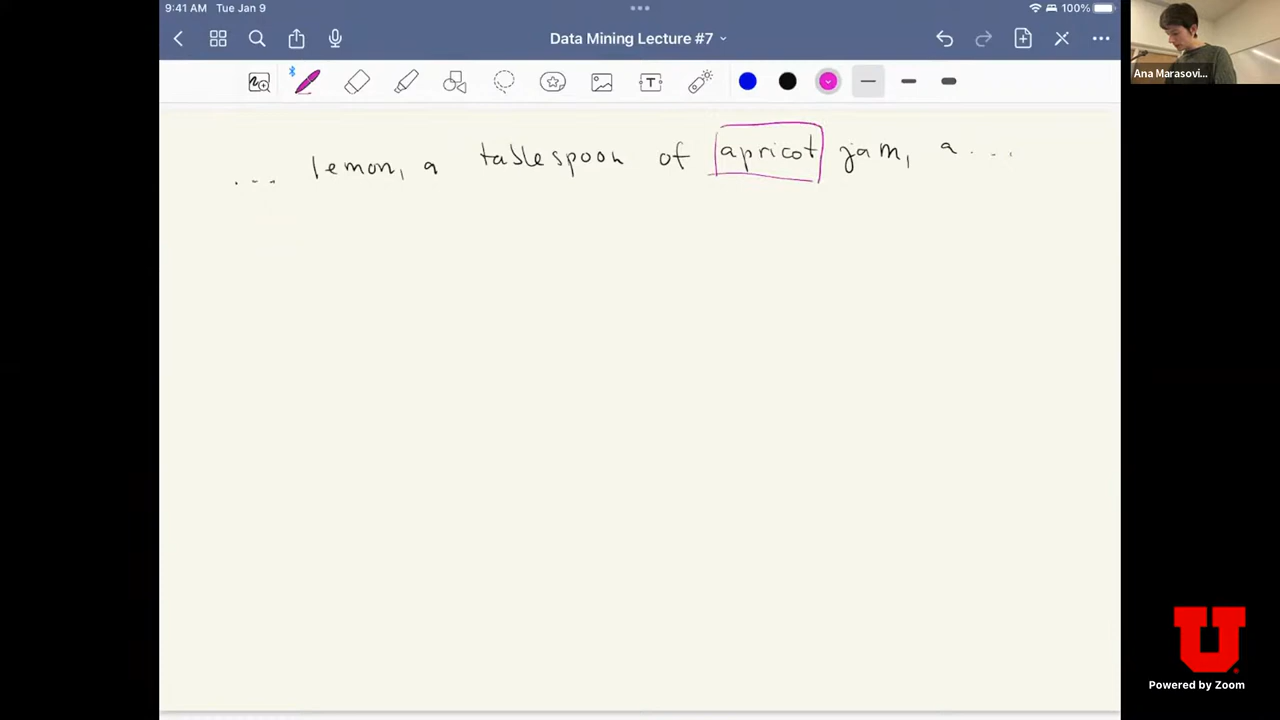 9:41 AM Tue Jan 9
100%
Data Mining Lecture #7
Ana Marasovi...
... lemon, a tablespoon of apricot jam, a ...
U
Powered by Zoom